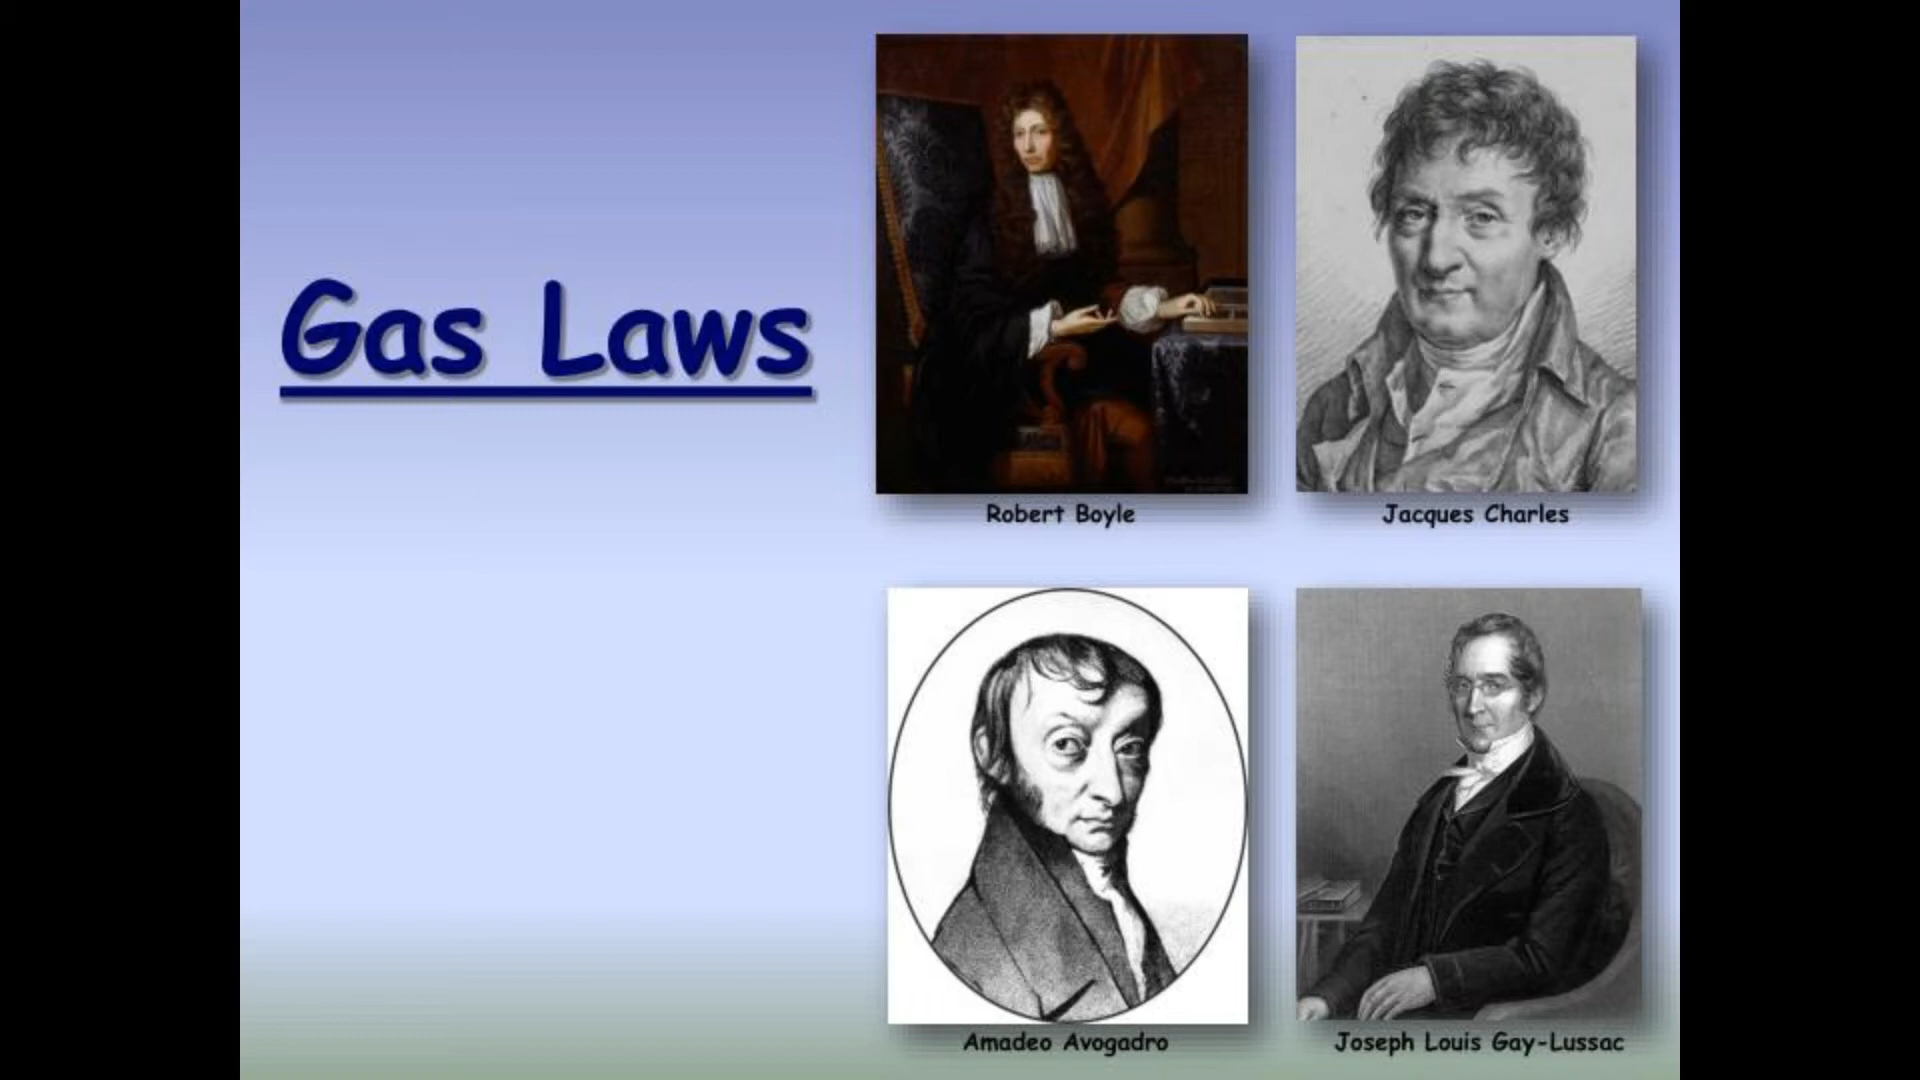 Gas Laws
Robert Boyle
Jacques Charles
Amadeo Avogadro
Joseph Louis Gay-Lussac